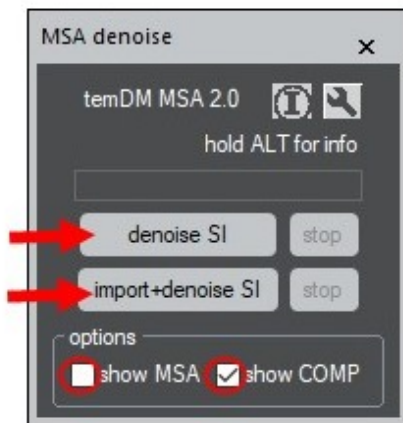 MSA denoise
temDM MSA 2.0
hold ALT for info
denoise SI stop
import+denoise SI stop
options
show MSA show COMP